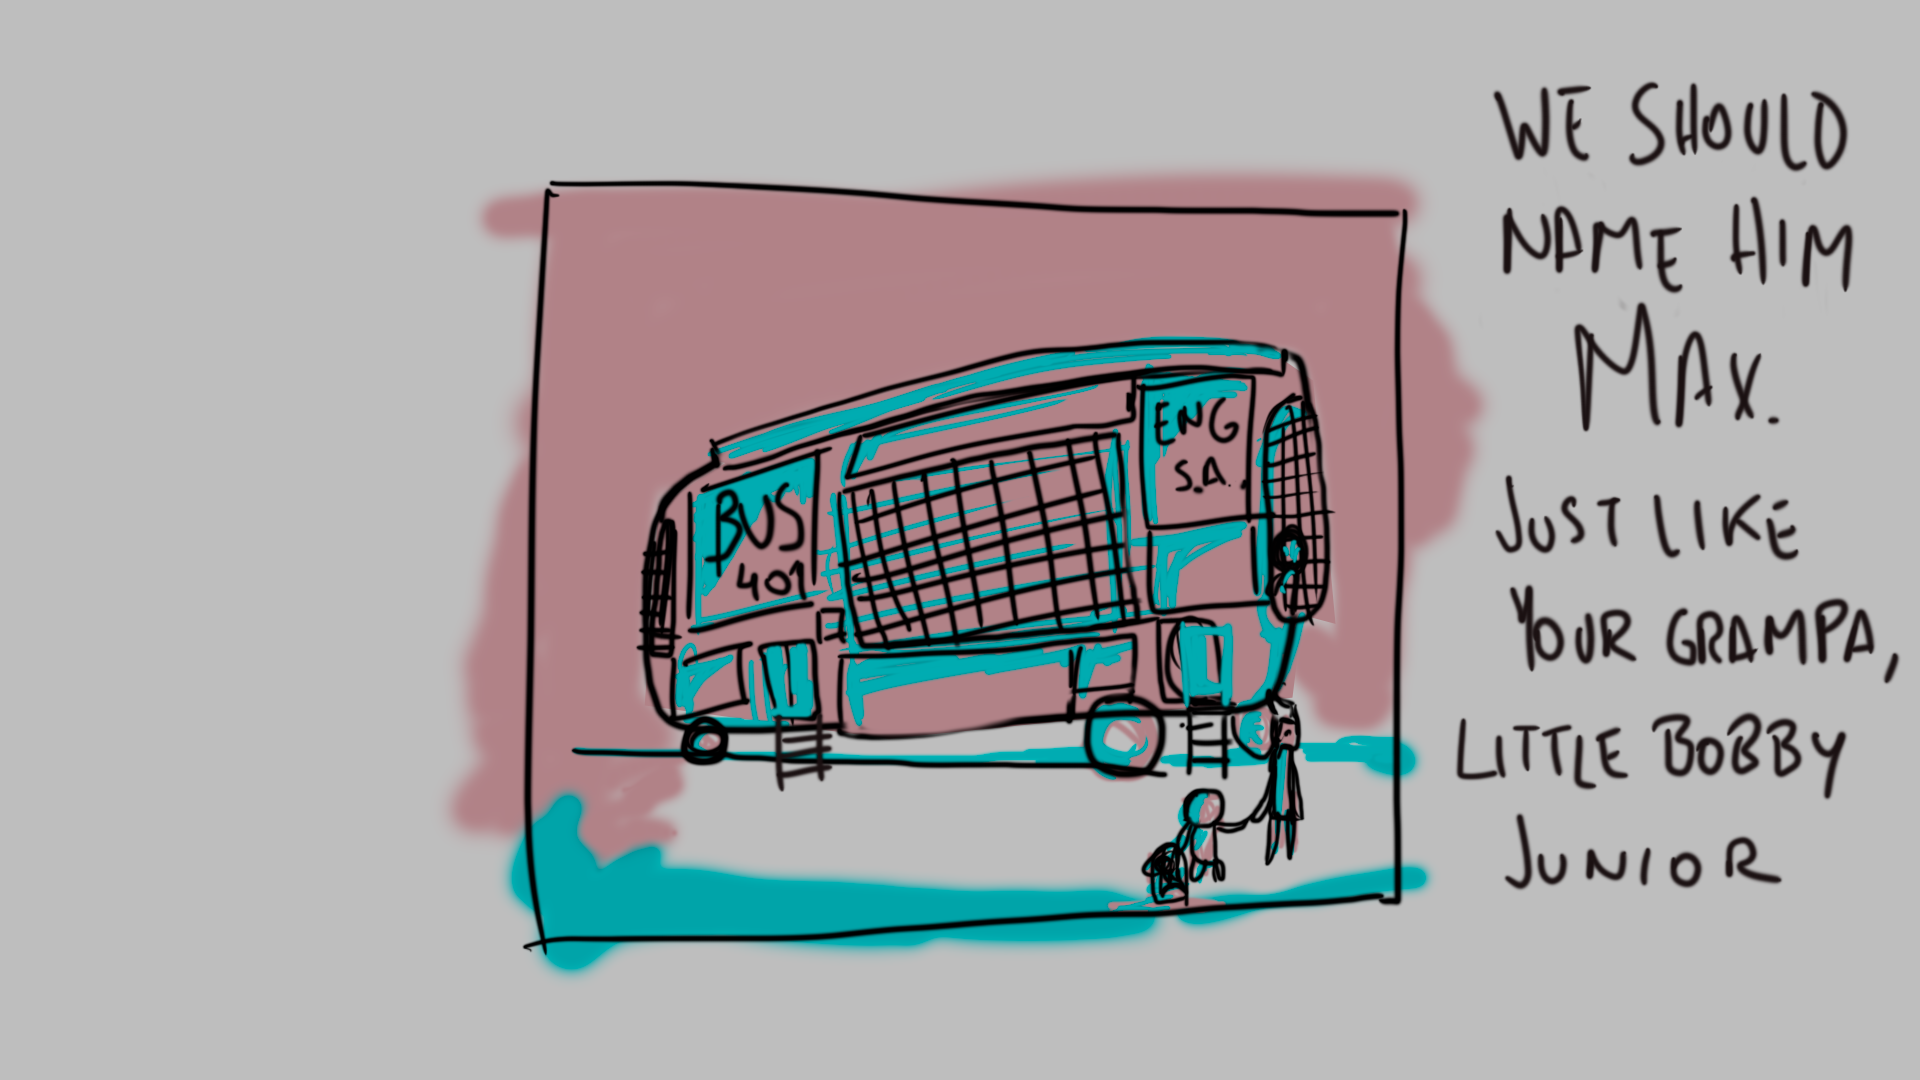 BUS
401
ENG
S.A.
WE SHOULD
NAME HIM
MAX.
JUST LIKE
YOUR GRAMPA,
LITTLE BOBBY
JUNIOR